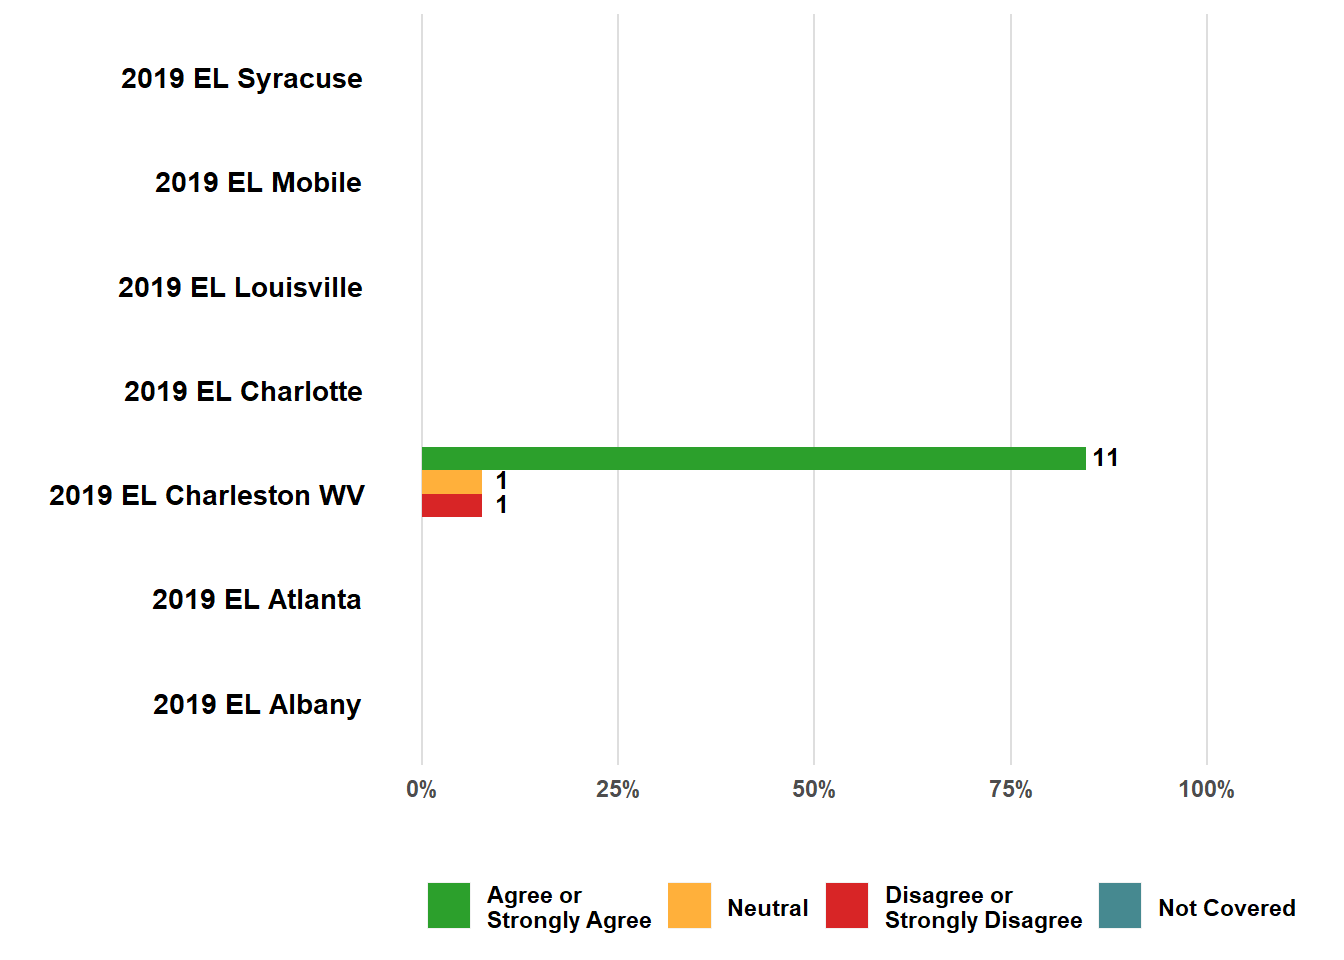 2019 EL Syracuse
2019 EL Mobile
2019 EL Louisville
2019 EL Charlotte
11
1
2019 EL Charleston WV
1
2019 EL Atlanta
2019 EL Albany
0% 25% 50% 75% 100%
Agree or
Strongly Agree
Neutral
Disagree or
Strongly Disagree
Not Covered